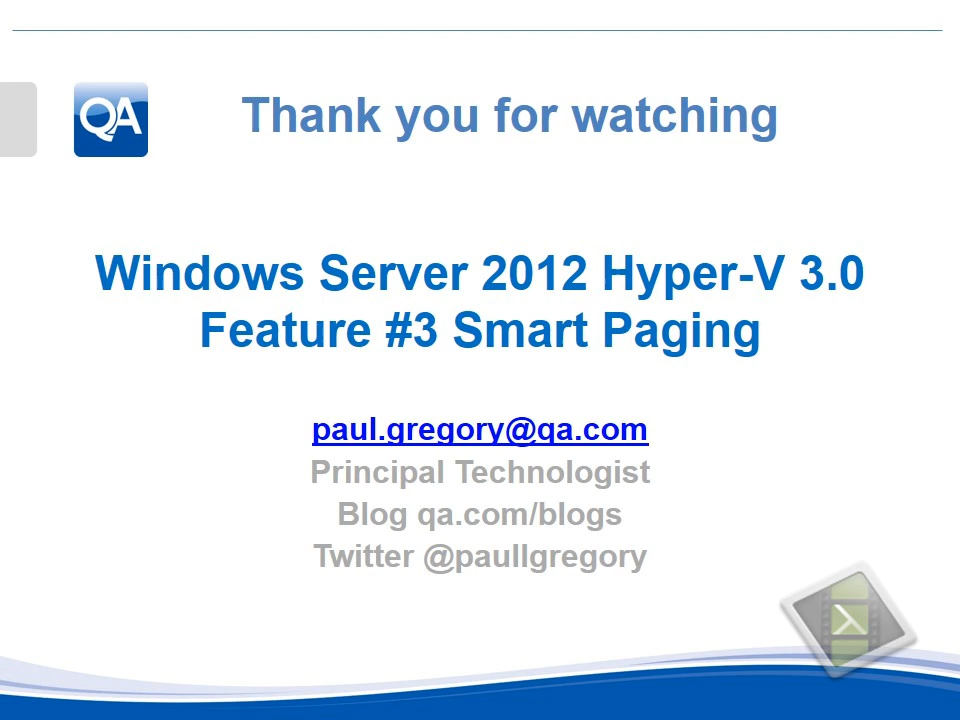 QA
Thank you for watching
Windows Server 2012 Hyper-V 3.0
Feature #3 Smart Paging
paul.gregory@qa.com
Principal Technologist
Blog qa.com/blogs
Twitter @paullgregory